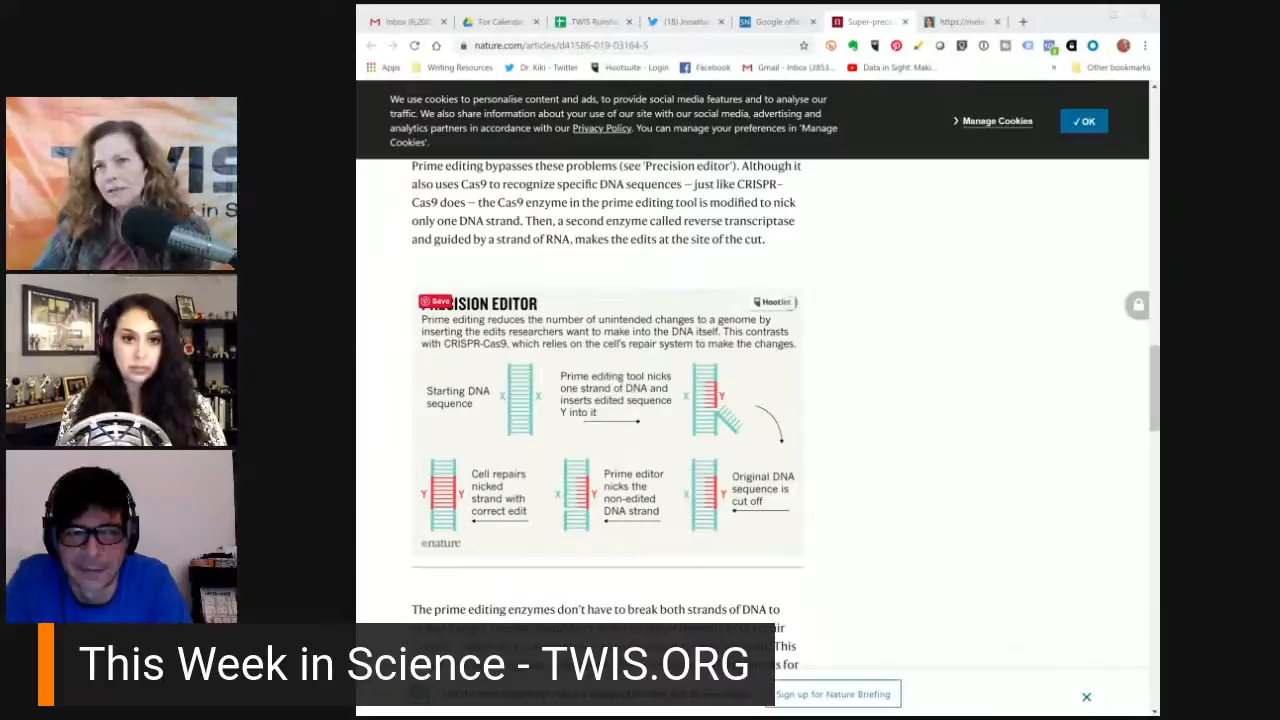 Inbox (6,20
For Calenda
TWIS Runsh
(18) Jonatha
Google offic
Super-preci
https://mele
nature.com/articles/d41586-019-03164-5
Apps
Writing Resources
Dr. Kiki - Twitter
Hootsuite - Login
Facebook
Gmail - Inbox (3853...
Data in Sight: Maki...
»
Other bookmarks
We use cookies to personalise content and ads, to provide social media features and to analyse our
traffic. We also share information about your use of our site with our social media, advertising and
analytics partners in accordance with our Privacy Policy. You can manage your preferences in 'Manage
Cookies'.
> Manage Cookies
✓ OK
Prime editing bypasses these problems (see 'Precision editor'). Although it
also uses Cas9 to recognize specific DNA sequences — just like CRISPR–
Cas9 does — the Cas9 enzyme in the prime editing tool is modified to nick
only one DNA strand. Then, a second enzyme called reverse transcriptase
and guided by a strand of RNA, makes the edits at the site of the cut.
Save
CISION EDITOR
Hootlet
Prime editing reduces the number of unintended changes to a genome by
inserting the edits researchers want to make into the DNA itself. This contrasts
with CRISPR-Cas9, which relies on the cell's repair system to make the changes.
Starting DNA
sequence
X X
Prime editing tool nicks
one strand of DNA and
inserts edited sequence
Y into it
X Y
Y Y
Cell repairs
nicked
strand with
correct edit
X Y
Prime editor
nicks the
non-edited
DNA strand
X Y
Original DNA
sequence is
cut off
©nature
The prime editing enzymes don't have to break both strands of DNA to
This
s for
Sign up for Nature Briefing
This Week in Science - TWIS.ORG